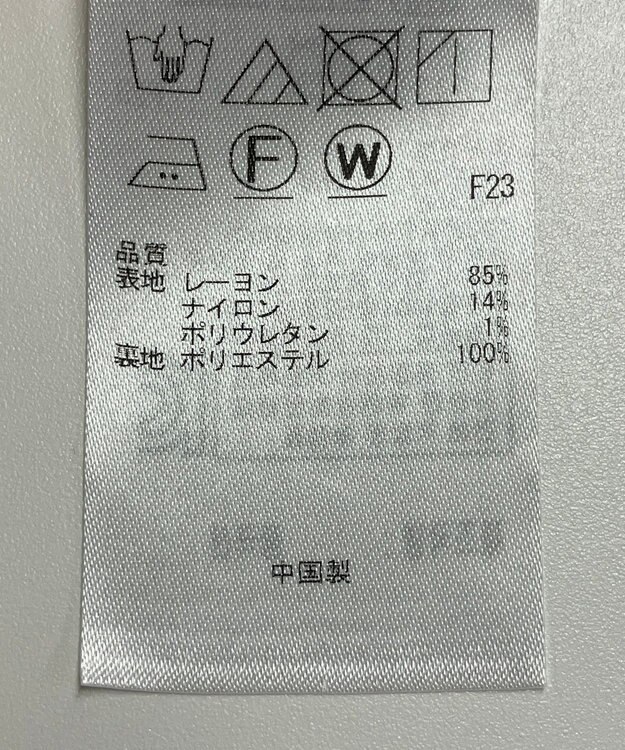 F W F23
品質
表地 レーヨン 85%
ナイロン 14%
ポリウレタン 1%
裏地 ポリエステル 100%
中国製